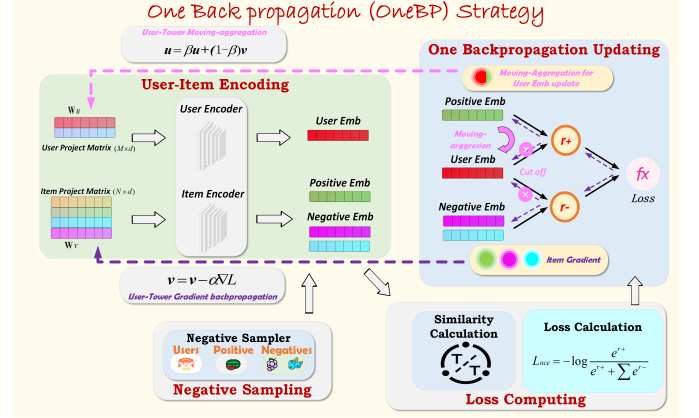 One Back propagation (OneBP) Strategy
User-Tower Moving-aggregation
u = βu+(1-β)v
User-Item Encoding
W_U
User Project Matrix (M×d)
Item Project Matrix (N×d)
W_V
User Encoder
Item Encoder
User Emb
Positive Emb
Negative Emb
v = v-α∇L
User-Tower Gradient backpropagation
One Backpropagation Updating
Moving-Aggregation for
User Emb update
Positive Emb
Moving-
aggregation
User Emb
Cut off
Negative Emb
r+
r-
fx
Loss
Item Gradient
Negative Sampler
Users Positive Negatives
Negative Sampling
Similarity
Calculation
T T
Loss Calculation
L_nce = -log e^{r+} / (e^{r+} + ∑ e^{r-})
Loss Computing